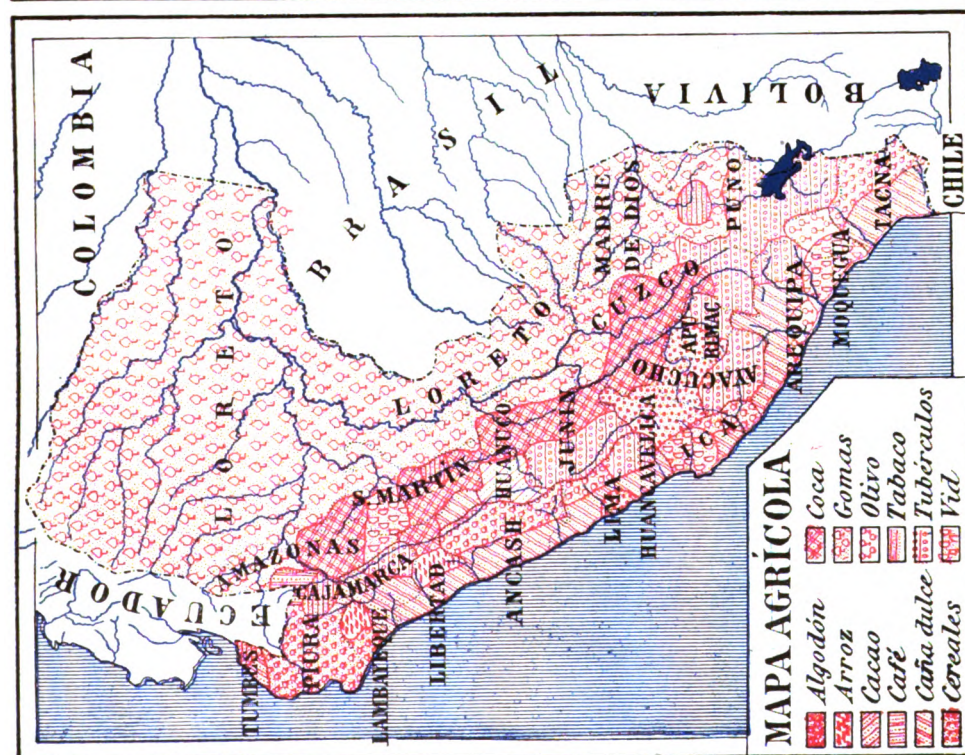 COLOMBIA
ECUADOR
BRASIL
LORETO
TUMBES
PIURA
AMAZONAS
CAJAMARCA
LAMBAYEQUE
LIBERTAD
S. MARTIN
LORETO
ANCASH
HUANUCO
JUNIN
LIMA
HUANCAVELICA
ICA
AYACUCHO
APU
RIMAC
CUZCO
MADRE
DE DIOS
PUNO
AREQUIPA
MOQUEGUA
TACNA
BOLIVIA
CHILE
MAPA AGRÍCOLA
Algodón
Arroz
Cacao
Café
Caña dulce
Cereales
Coca
Gomas
Olivo
Tabaco
Tubérculos
Vid